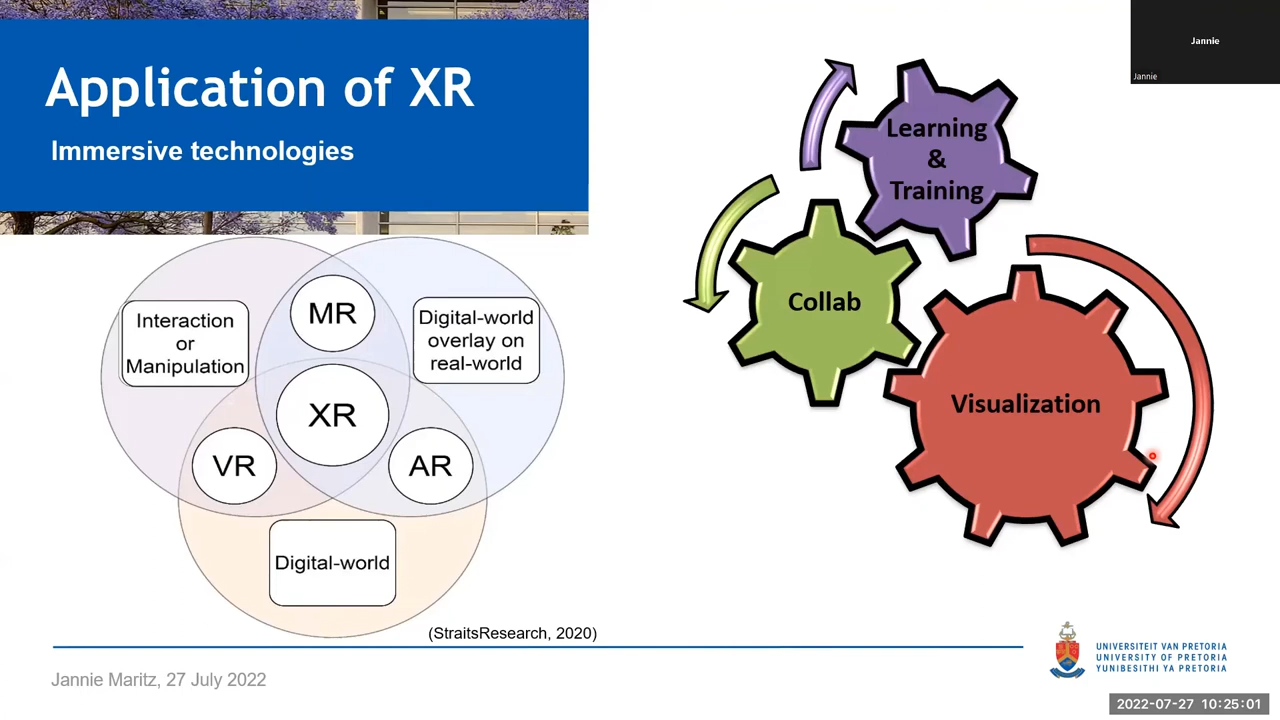 Application of XR
Immersive technologies
Jannie
Jannie
Learning
&
Training
Collab
Visualization
MR
Interaction
or
Manipulation
Digital-world
overlay on
real-world
XR
VR
AR
Digital-world
(StraitsResearch, 2020)
Jannie Maritz, 27 July 2022
UNIVERSITEIT VAN PRETORIA
UNIVERSITY OF PRETORIA
YUNIBESITHI YA PRETORIA
2022-07-27 10:25:01